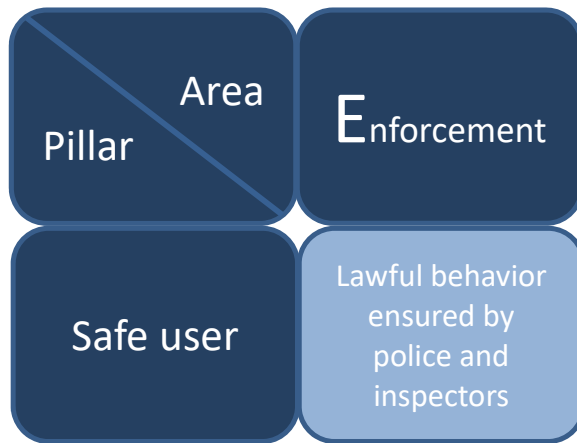 Area
Pillar
Enforcement
Safe user
Lawful behavior
ensured by
police and
inspectors